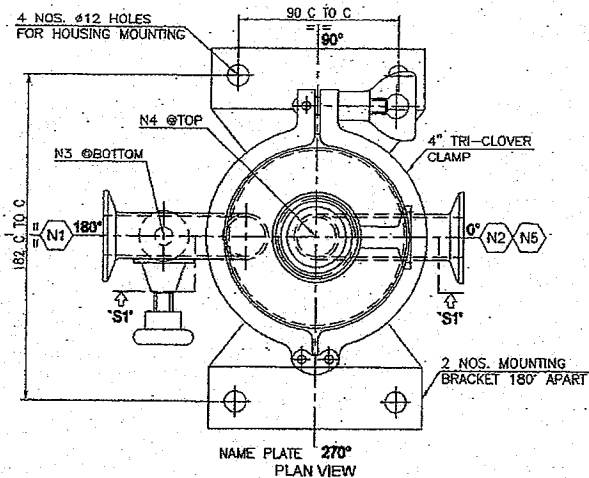 4 NOS. ø12 HOLES
FOR HOUSING MOUNTING
90 C TO C
90°
N4 @TOP
N3 @BOTTOM
4" TRI-CLOVER
CLAMP
182 C TO C
N1
180°
0°
N2
N5
'S1'
'S1'
2 NOS. MOUNTING
BRACKET 180° APART
NAME PLATE 270°
PLAN VIEW